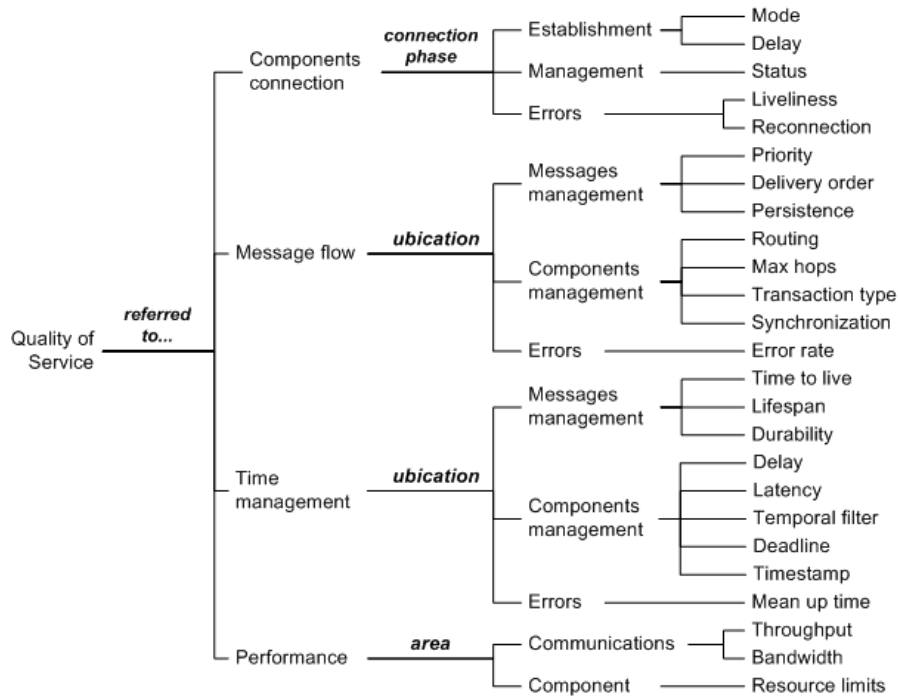 Quality of
Service
referred
to...
Components
connection
connection
phase
Establishment
Mode
Delay
Management
Status
Errors
Liveliness
Reconnection
Message flow
ubication
Messages
management
Priority
Delivery order
Persistence
Components
management
Routing
Max hops
Transaction type
Synchronization
Errors
Error rate
Time
management
ubication
Messages
management
Time to live
Lifespan
Durability
Components
management
Delay
Latency
Temporal filter
Deadline
Timestamp
Errors
Mean up time
Performance
area
Communications
Throughput
Bandwidth
Component
Resource limits